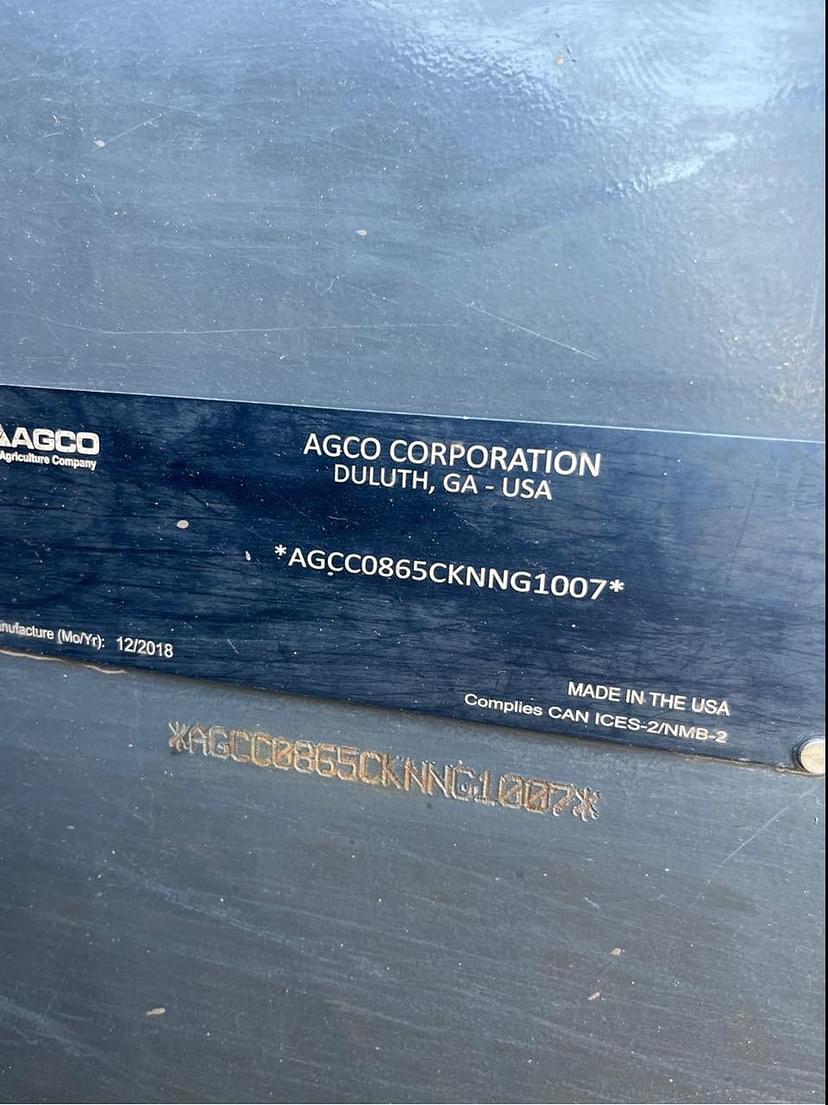 AGCO
Agriculture Company
AGCO CORPORATION
DULUTH, GA - USA
*AGCC0865CKNNG1007*
12/2018
(Mo/Yr):
MADE IN THE USA
Complies CAN ICES-2/NMB-2
*AGCC0865CKNNG1007*